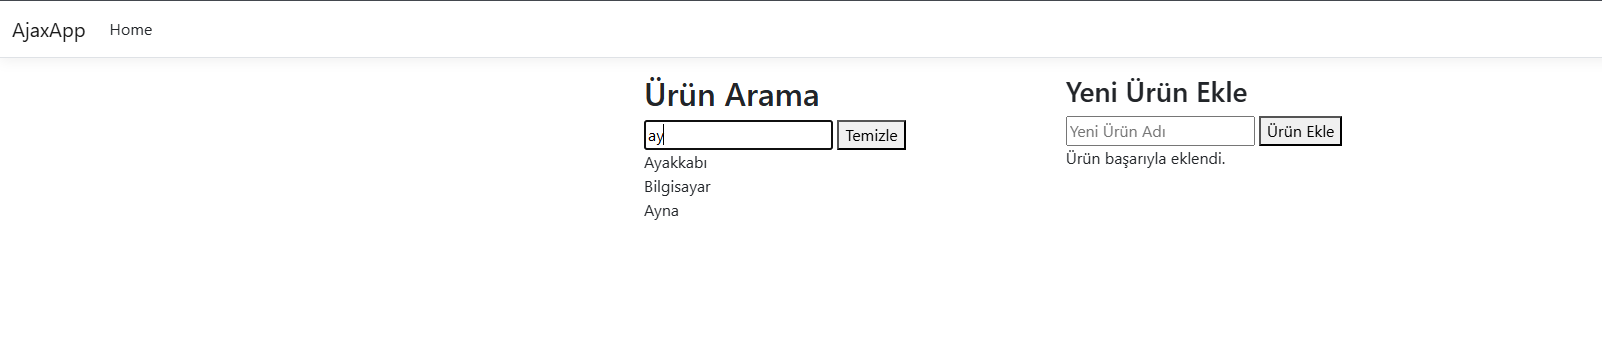 AjaxApp Home
Ürün Arama
ay Temizle
Ayakkabı
Bilgisayar
Ayna
Yeni Ürün Ekle
Yeni Ürün Adı Ürün Ekle
Ürün başarıyla eklendi.